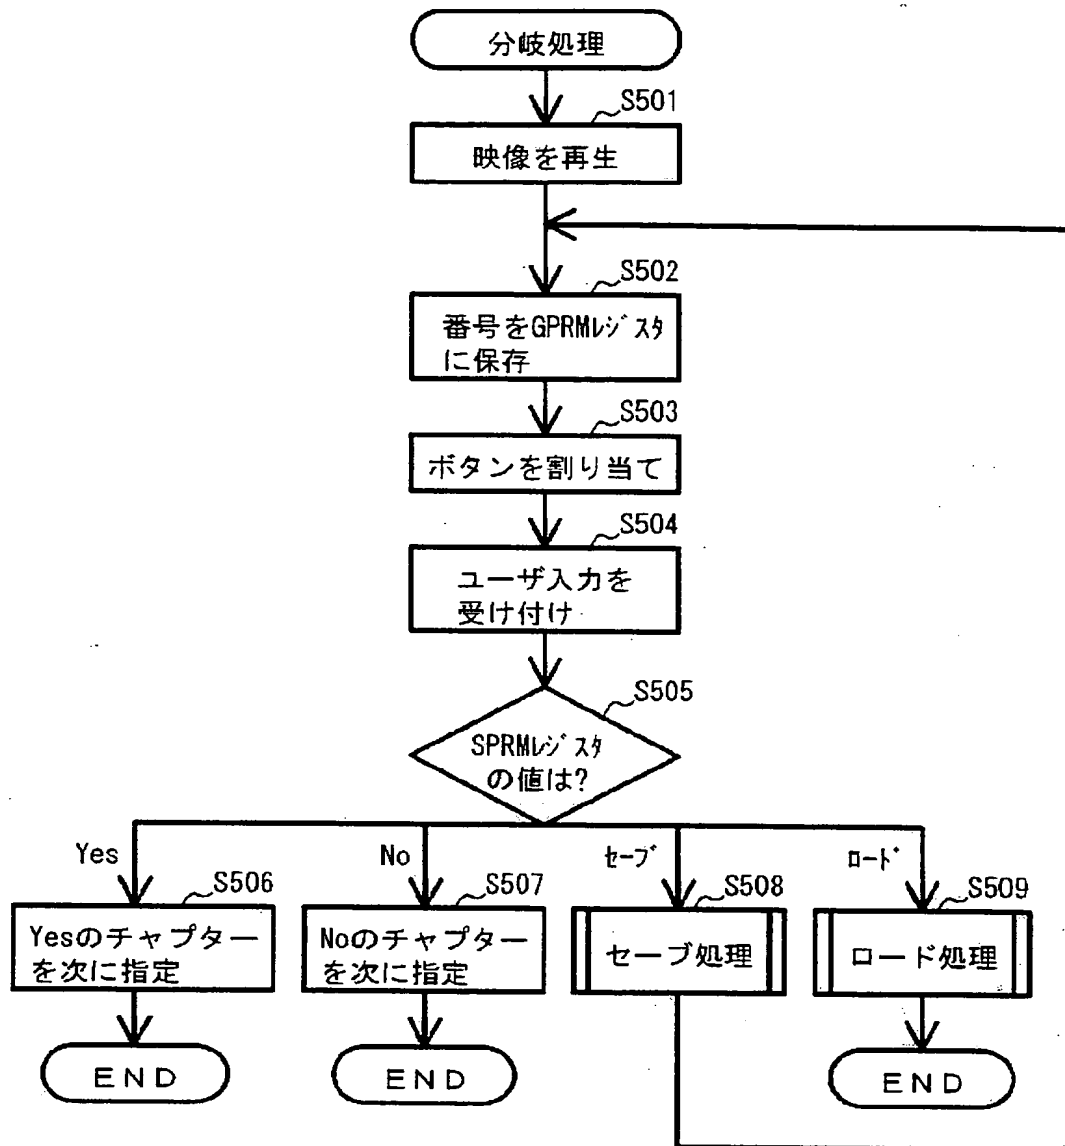 分岐処理
S501
映像を再生
S502
番号をGPRMﾚｼﾞｽﾀ
に保存
S503
ボタンを割り当て
S504
ユーザ入力を
受け付け
S505
SPRMﾚｼﾞｽﾀ
の値は?
Yes
No
ｾｰﾌﾞ
ﾛｰﾄﾞ
S506
S507
S508
S509
Yesのチャプター
を次に指定
Noのチャプター
を次に指定
セーブ処理
ロード処理
END
END
END